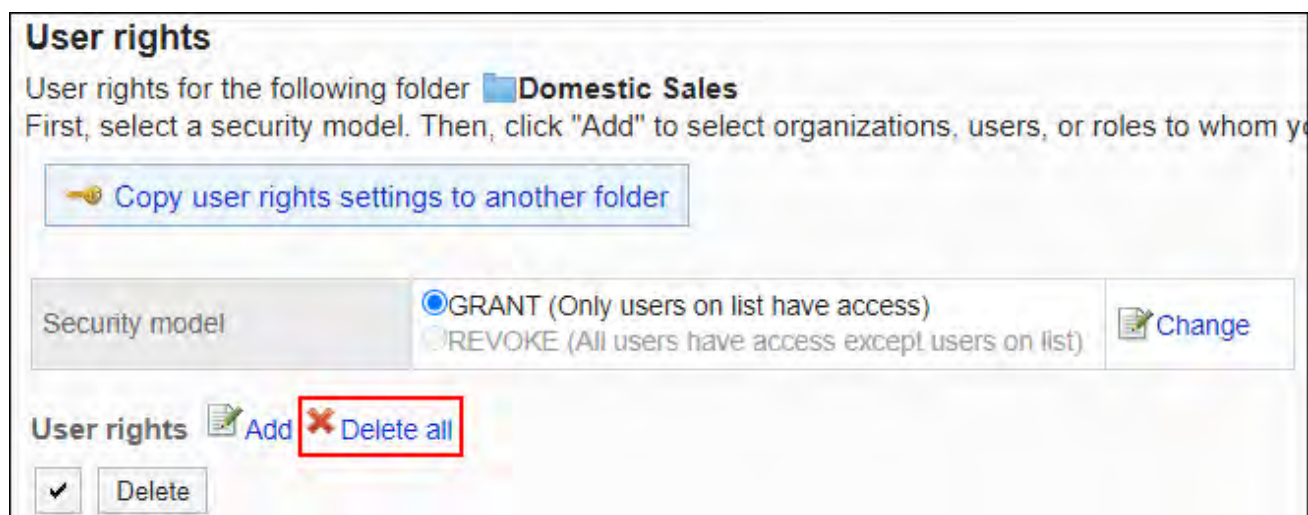 User rights
User rights for the following folder Domestic Sales
First, select a security model. Then, click "Add" to select organizations, users, or roles to whom
Copy user rights settings to another folder
Security model
GRANT (Only users on list have access)
REVOKE (All users have access except users on list)
Change
User rights Add Delete all
Delete